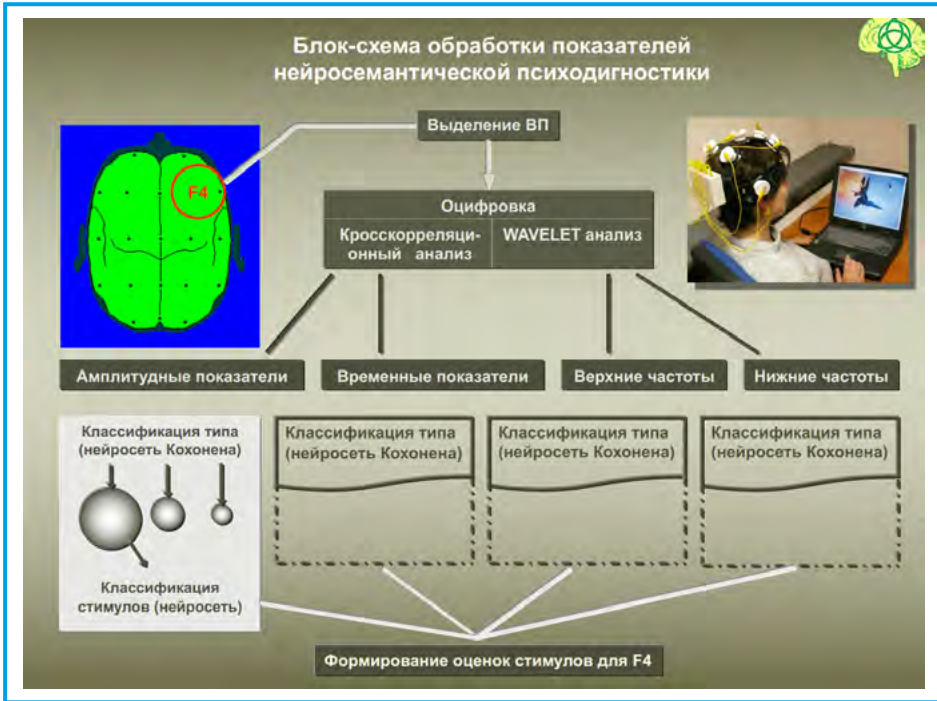 Блок-схема обработки показателей
нейросемантической психодигностики
Выделение ВП
F4
Оцифровка
Кросскорреляци-
онный анализ
WAVELET анализ
Амплитудные показатели
Временные показатели
Верхние частоты
Нижние частоты
Классификация типа
(нейросеть Кохонена)
Классификация
стимулов (нейросеть)
Классификация типа
(нейросеть Кохонена)
Классификация типа
(нейросеть Кохонена)
Классификация типа
(нейросеть Кохонена)
Формирование оценок стимулов для F4